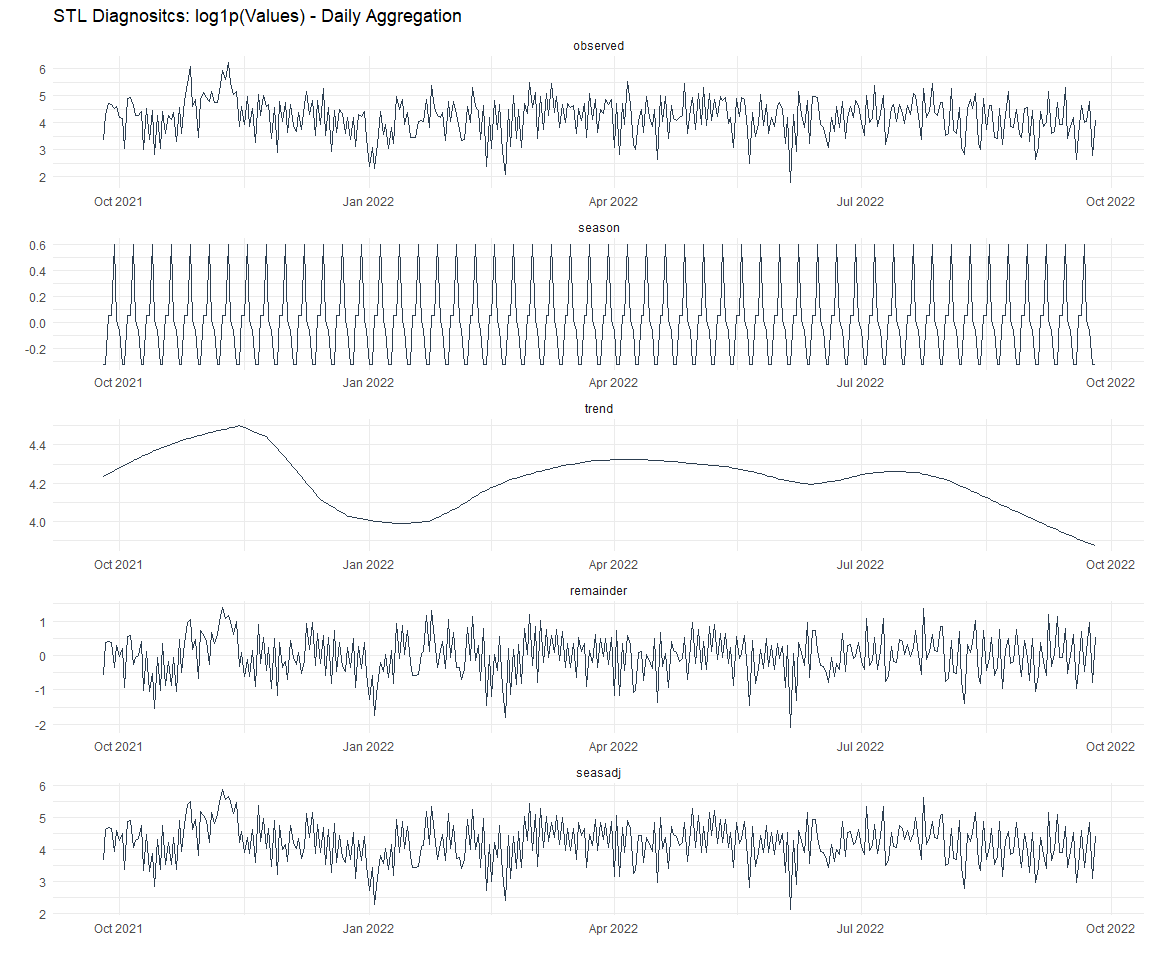 STL Diagnositcs: log1p(Values) - Daily Aggregation
observed
6
5
4
3
2
Oct 2021 Jan 2022 Apr 2022 Jul 2022 Oct 2022
season
0.6
0.4
0.2
0.0
-0.2
Oct 2021 Jan 2022 Apr 2022 Jul 2022 Oct 2022
trend
4.4
4.2
4.0
Oct 2021 Jan 2022 Apr 2022 Jul 2022 Oct 2022
remainder
1
0
-1
-2
Oct 2021 Jan 2022 Apr 2022 Jul 2022 Oct 2022
seasadj
6
5
4
3
2
Oct 2021 Jan 2022 Apr 2022 Jul 2022 Oct 2022